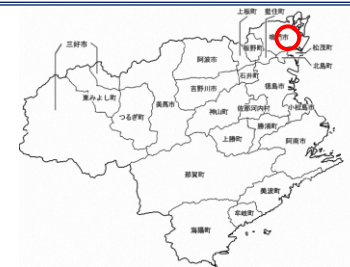 上板町
藍住町
鳴門市
三好市
松茂町
板野町
北島町
阿波市
石井町
東みよし町
吉野川市
徳島市
美馬市
つるぎ町
神山町
佐那河内村
小松島市
勝浦町
上勝町
阿南市
那賀町
美波町
牟岐町
海陽町